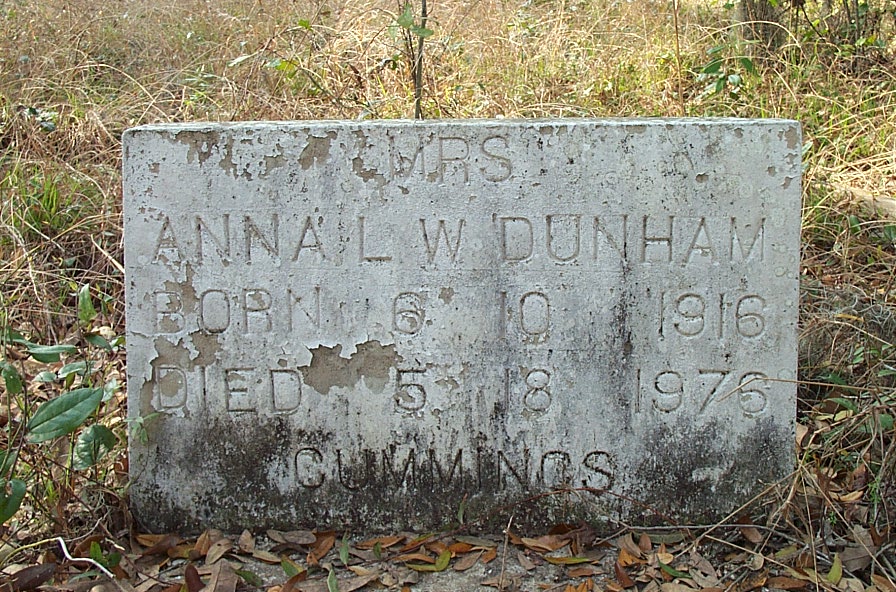 MRS
ANNA L W DUNHAM
BORN 6 10 1916
DIED 5 18 1976
CUMMINGS